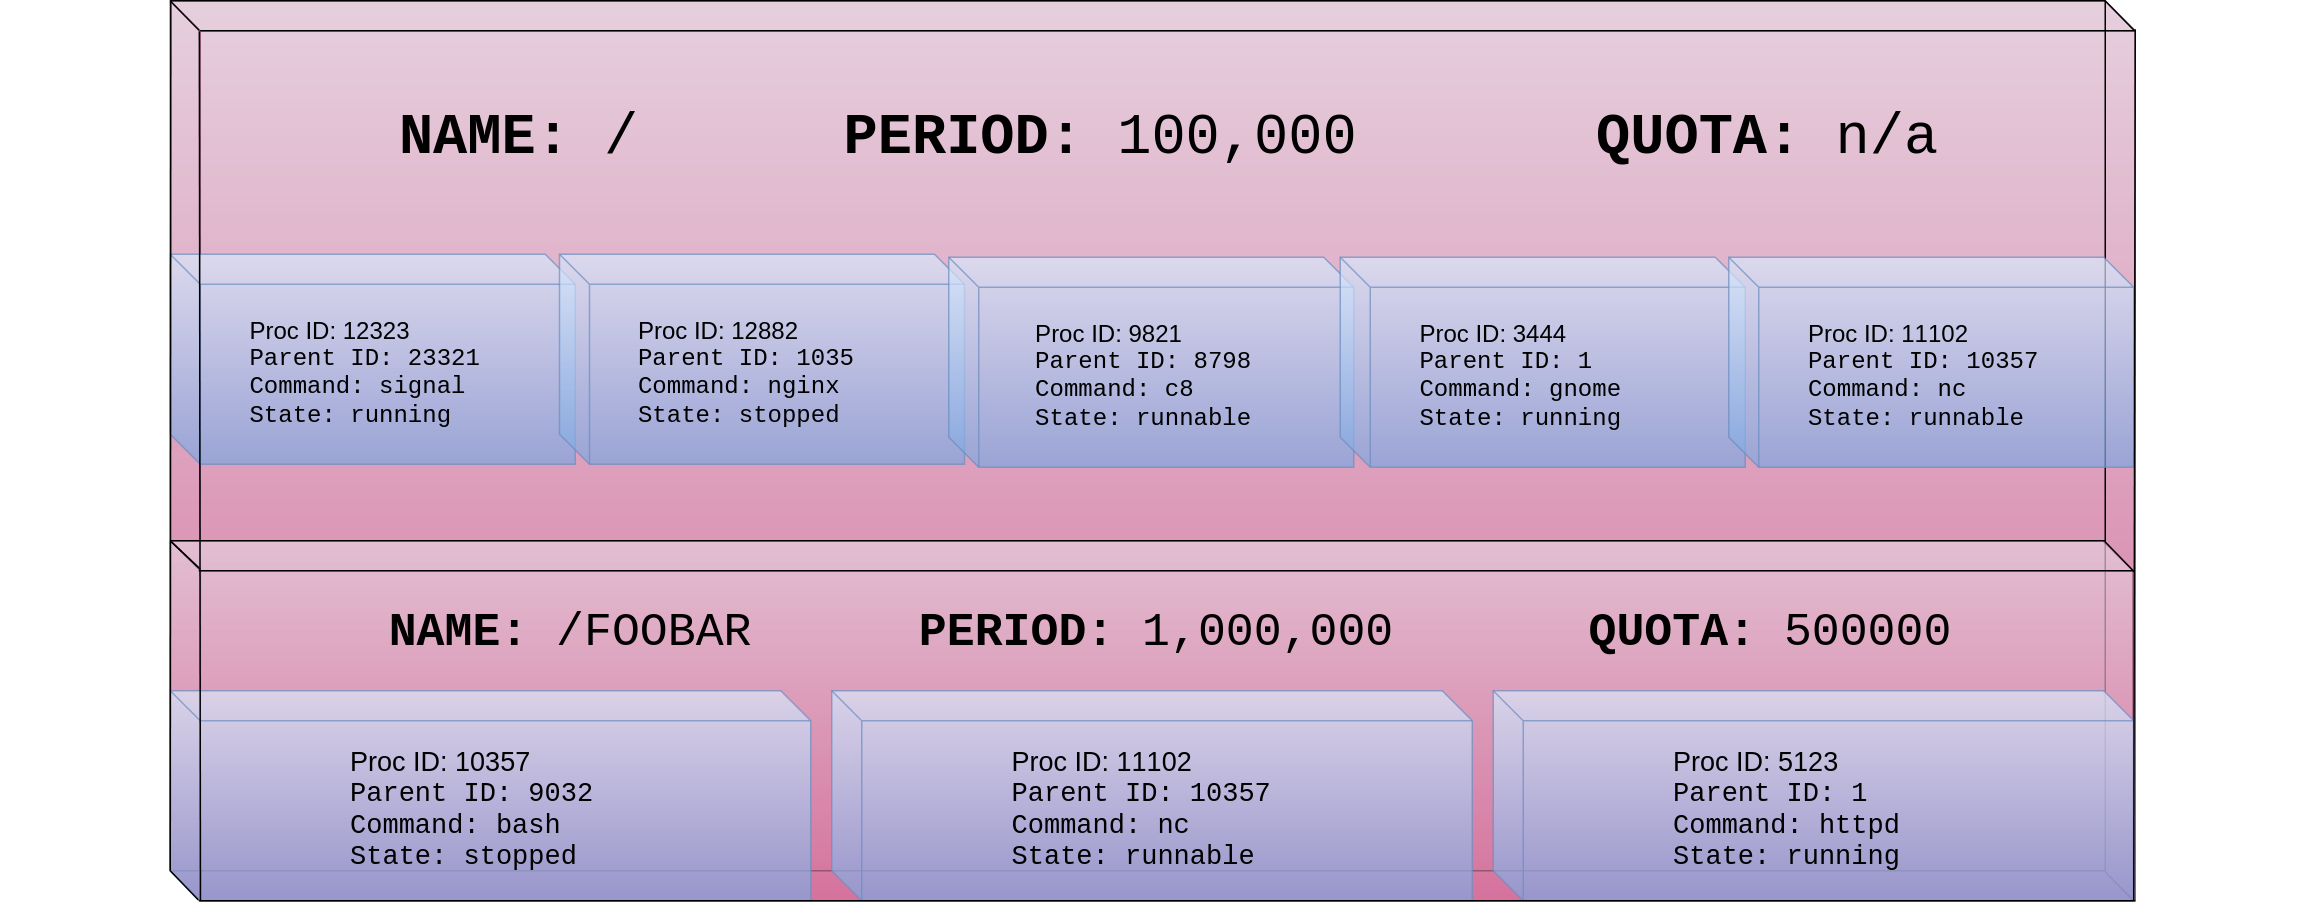 NAME: / PERIOD: 100,000 QUOTA: n/a
Proc ID: 12323
Parent ID: 23321
Command: signal
State: running
Proc ID: 12882
Parent ID: 1035
Command: nginx
State: stopped
Proc ID: 9821
Parent ID: 8798
Command: c8
State: runnable
Proc ID: 3444
Parent ID: 1
Command: gnome
State: running
Proc ID: 11102
Parent ID: 10357
Command: nc
State: runnable
NAME: /FOOBAR PERIOD: 1,000,000 QUOTA: 500000
Proc ID: 10357
Parent ID: 9032
Command: bash
State: stopped
Proc ID: 11102
Parent ID: 10357
Command: nc
State: runnable
Proc ID: 5123
Parent ID: 1
Command: httpd
State: running